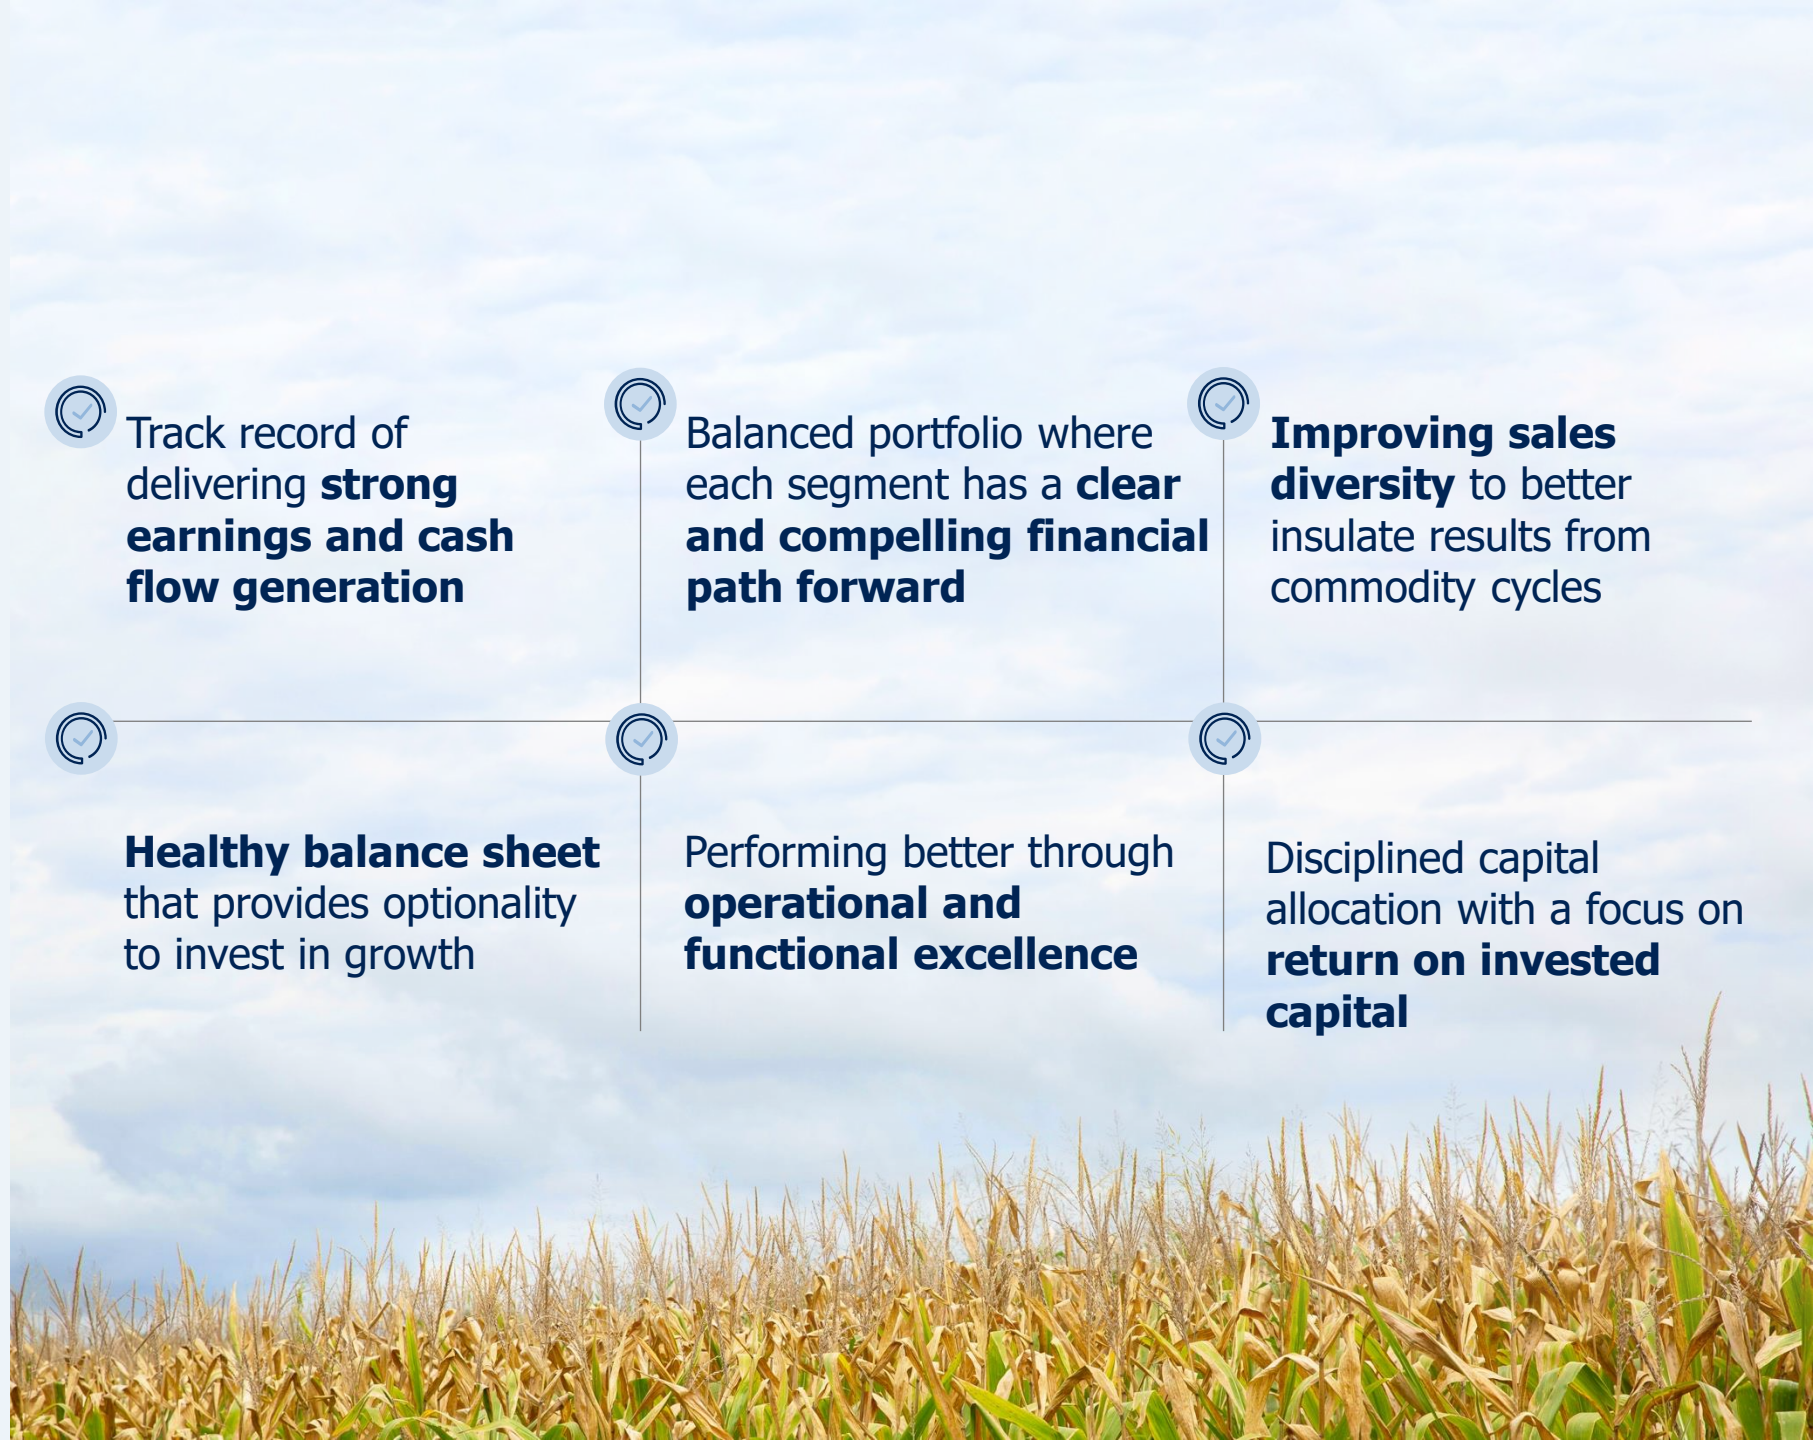 Track record of
delivering strong
earnings and cash
flow generation
Balanced portfolio where
each segment has a clear
and compelling financial
path forward
Improving sales
diversity to better
insulate results from
commodity cycles
Healthy balance sheet
that provides optionality
to invest in growth
Performing better through
operational and
functional excellence
Disciplined capital
allocation with a focus on
return on invested
capital